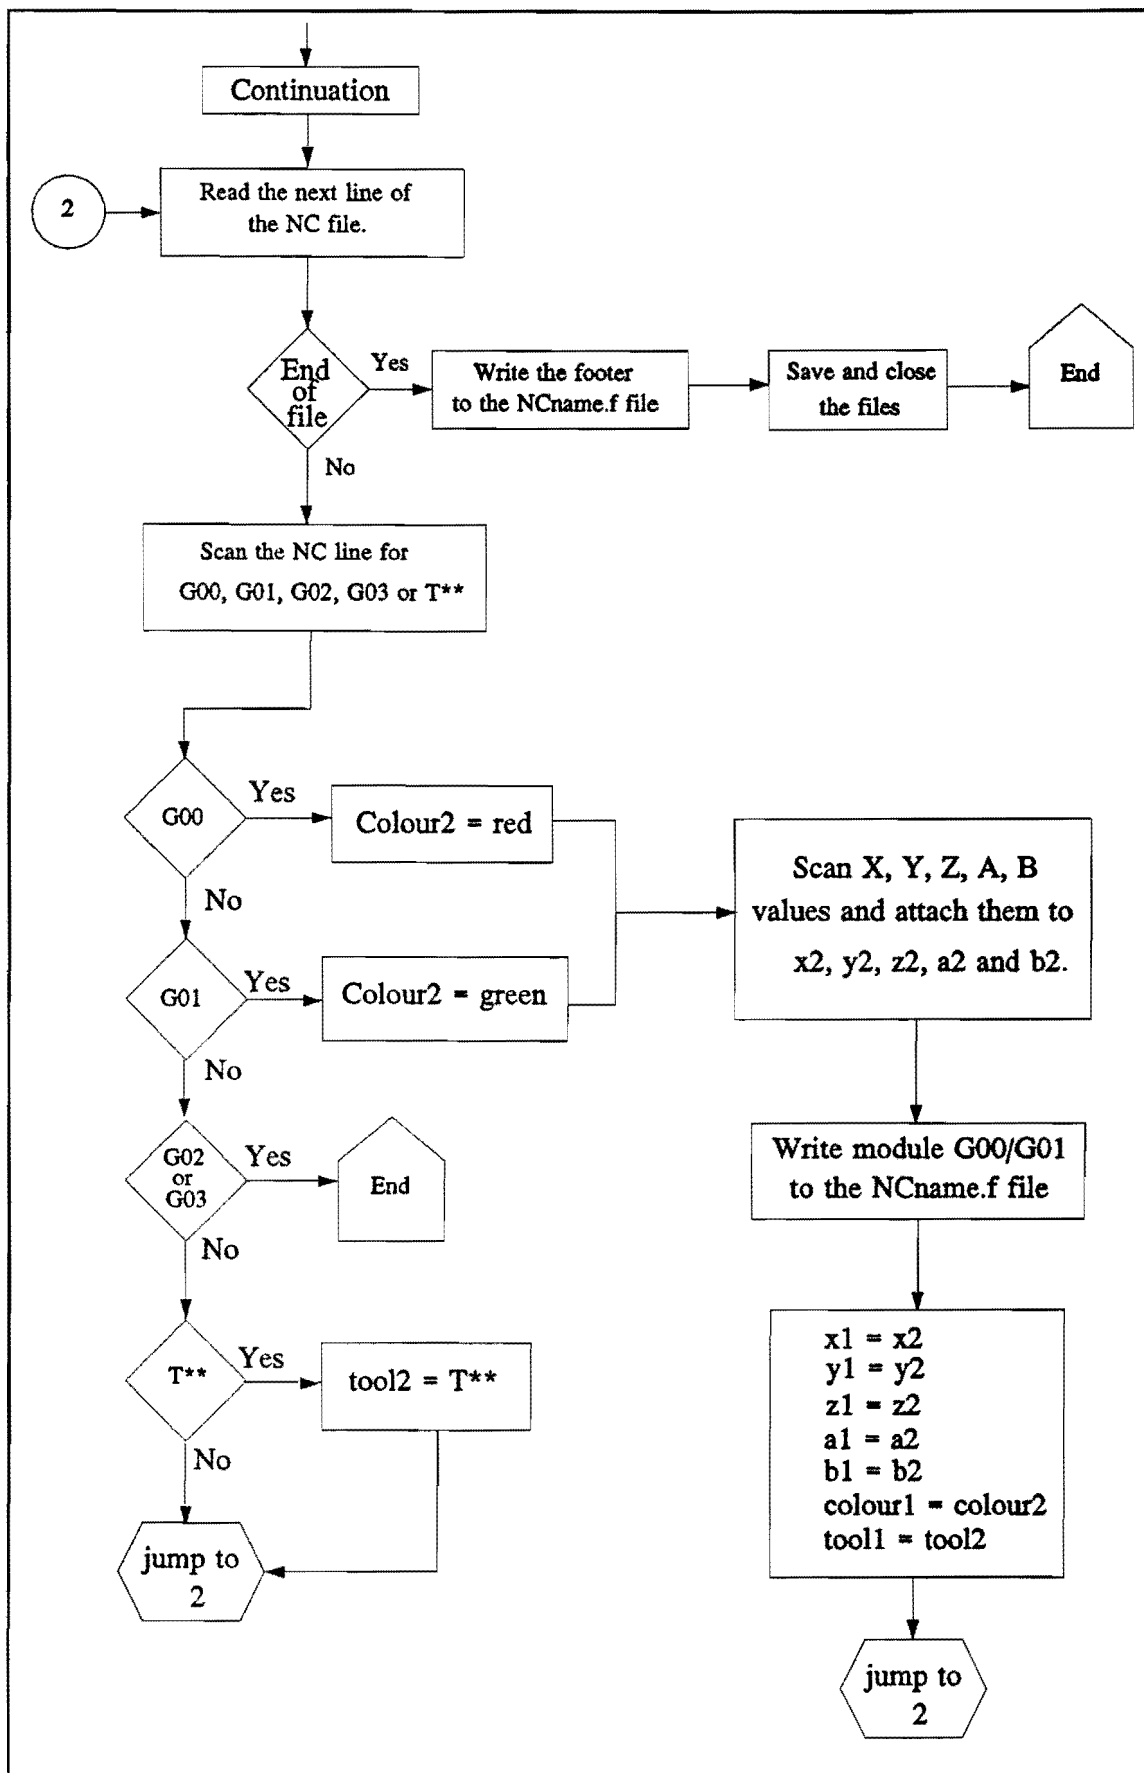 Continuation
2
Read the next line of
the NC file.
End
of
file
Yes
Write the footer
to the NCname.f file
Save and close
the files
End
No
Scan the NC line for
G00, G01, G02, G03 or T**
G00
Yes
Colour2 = red
No
G01
Yes
Colour2 = green
No
Scan X, Y, Z, A, B
values and attach them to
x2, y2, z2, a2 and b2.
G02
or
G03
Yes
End
No
Write module G00/G01
to the NCname.f file
T**
Yes
tool2 = T**
No
jump to
2
x1 = x2
y1 = y2
z1 = z2
a1 = a2
b1 = b2
colour1 = colour2
tool1 = tool2
jump to
2